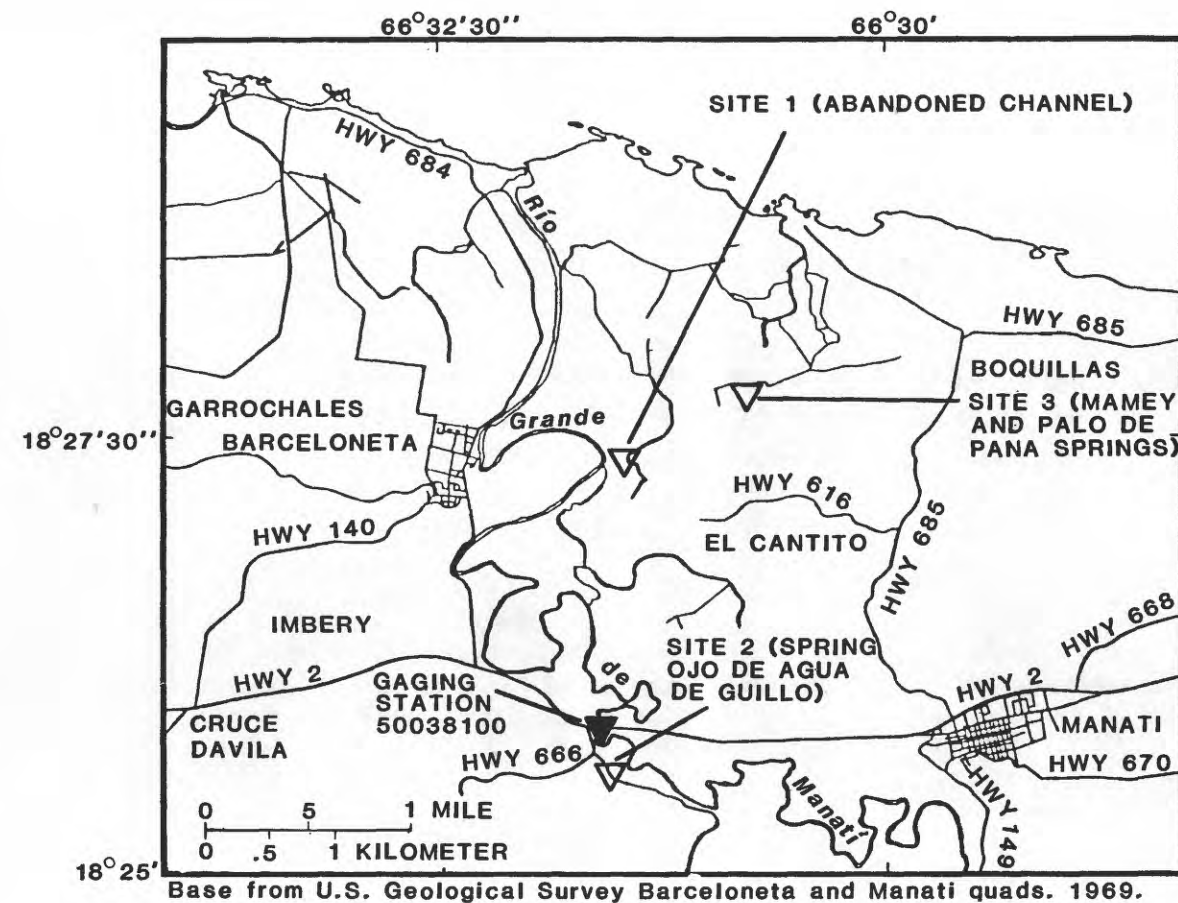 66°32'30''
66°30'
SITE 1 (ABANDONED CHANNEL)
HWY 684
Río
HWY 685
BOQUILLAS
SITE 3 (MAMEY
AND PALO DE
PANA SPRINGS)
GARROCHALES
BARCELONETA
Grande
18°27'30''
HWY 616
HWY 140
EL CANTITO
HWY 685
HWY 668
IMBERY
SITE 2 (SPRING
OJO DE AGUA
DE GUILLO)
de
HWY 2
GAGING
STATION
50038100
HWY 2
CRUCE
DAVILA
MANATI
HWY 666
HWY 670
Manatí
HWY 149
0 5 1 MILE
0 .5 1 KILOMETER
18°25'
Base from U.S. Geological Survey Barceloneta and Manati quads. 1969.